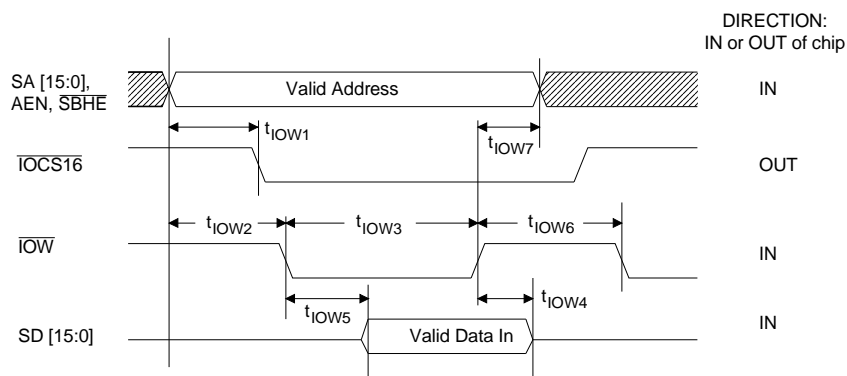 DIRECTION:
IN or OUT of chip
SA [15:0],
AEN, SBHE
Valid Address
IN
tIOW1
tIOW7
IOCS16
OUT
tIOW2
tIOW3
tIOW6
IOW
IN
tIOW5
tIOW4
SD [15:0]
Valid Data In
IN